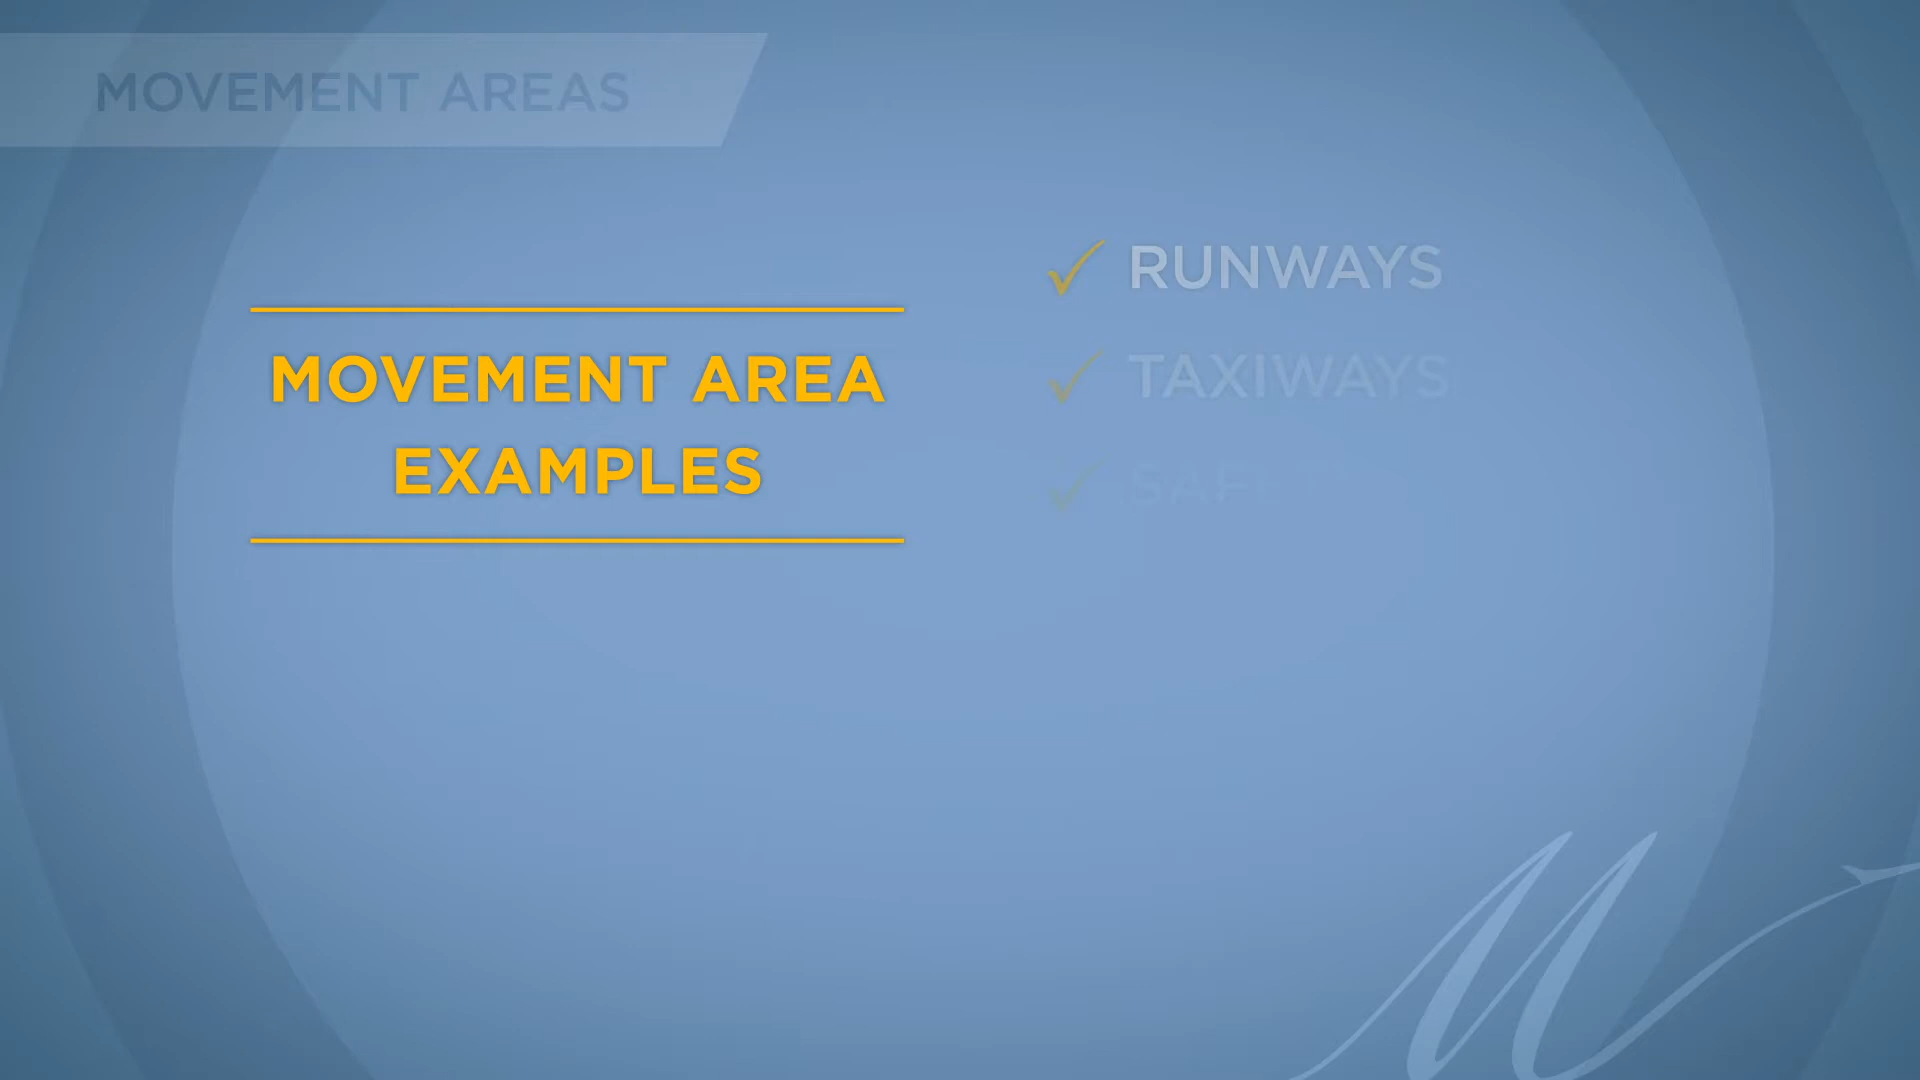 MOVEMENT AREAS
MOVEMENT AREA
EXAMPLES
RUNWAYS
TAXIWAYS